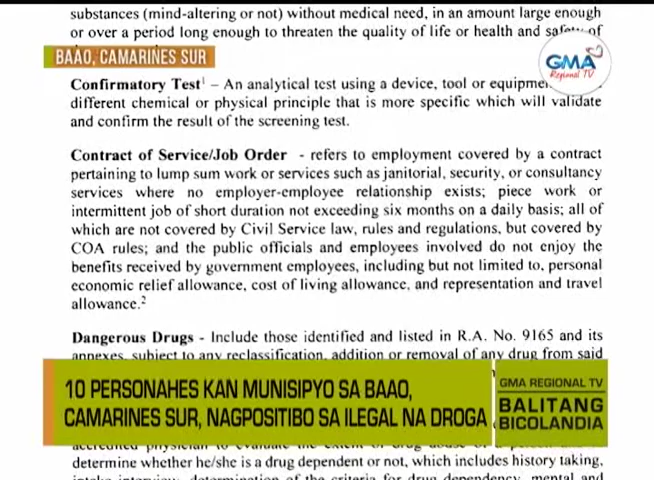 substances (mind-altering or not) without medical need, in an amount large enough
or over a period long enough to threaten the quality of life or health and safety of
BAAO, CAMARINES SUR
GMA
Regional TV
Confirmatory Test¹ – An analytical test using a device, tool or
different chemical or physical principle that is more specific which will validate
and confirm the result of the screening test.
Contract of Service/Job Order - refers to employment covered by a contract
pertaining to lump sum work or services such as janitorial, security, or consultancy
services where no employer-employee relationship exists; piece work or
intermittent job of short duration not exceeding six months on a daily basis; all of
which are not covered by Civil Service law, rules and regulations, but covered by
COA rules; and the public officials and employees involved do not enjoy the
benefits received by government employees, including but not limited to, personal
economic relief allowance, cost of living allowance, and representation and travel
allowance.²
Dangerous Drugs - Include those identified and listed in R.A. No. 9165 and its
annexes, subject to any reclassification, addition or removal of any drug from said
10 PERSONAHES KAN MUNISIPYO SA BAAO,
CAMARINES SUR, NAGPOSITIBO SA ILEGAL NA DROGA
GMA REGIONAL TV
BALITANG
BICOLANDIA
determine whether he/she is a drug dependent or not, which includes history taking,